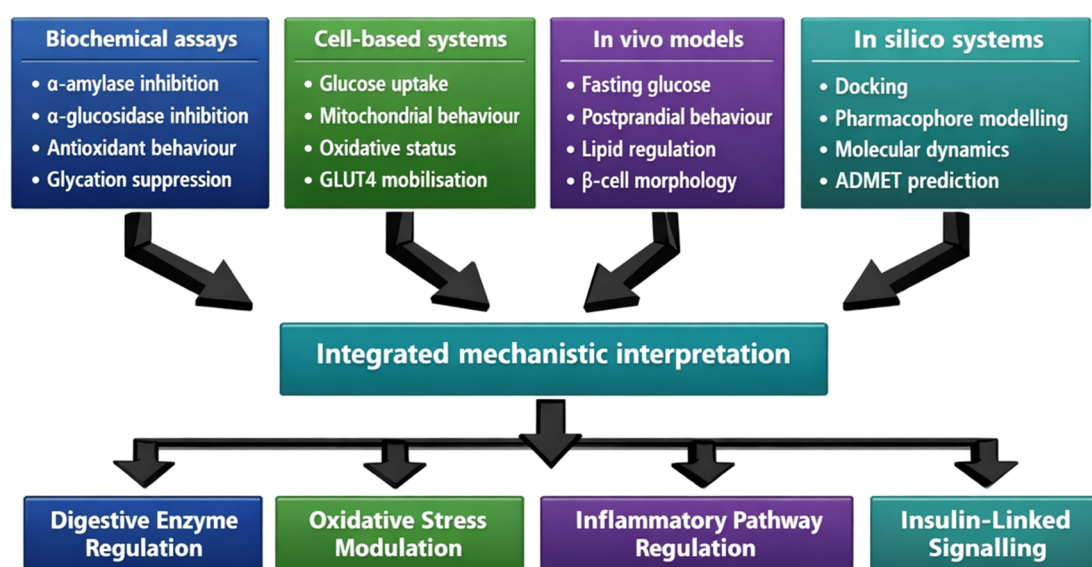 Biochemical assays
• α-amylase inhibition
• α-glucosidase inhibition
• Antioxidant behaviour
• Glycation suppression
Cell-based systems
• Glucose uptake
• Mitochondrial behaviour
• Oxidative status
• GLUT4 mobilisation
In vivo models
• Fasting glucose
• Postprandial behaviour
• Lipid regulation
• β-cell morphology
In silico systems
• Docking
• Pharmacophore modelling
• Molecular dynamics
• ADMET prediction
Integrated mechanistic interpretation
Digestive Enzyme
Regulation
Oxidative Stress
Modulation
Inflammatory Pathway
Regulation
Insulin-Linked
Signalling